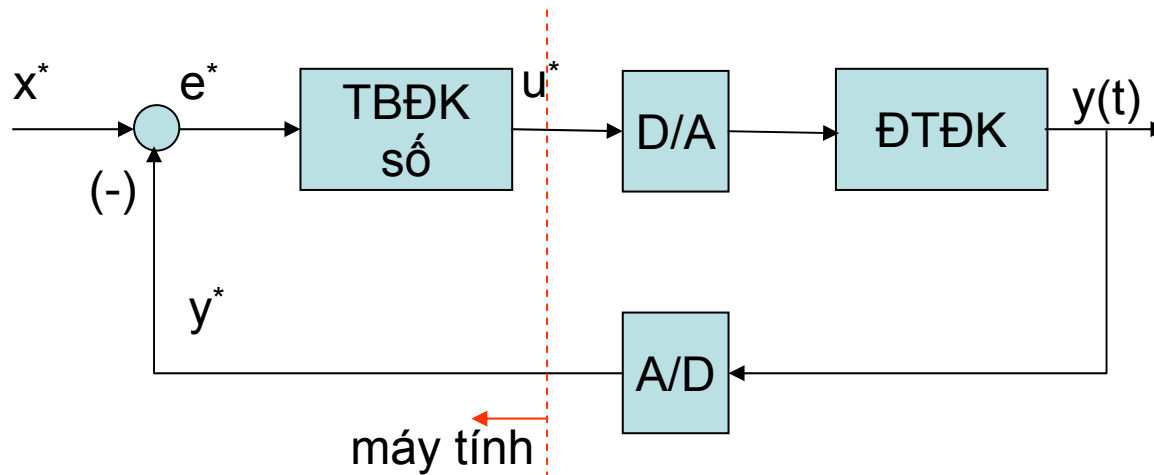 x*
e*
TBĐK
số
u*
D/A
ĐTĐK
y(t)
(-)
y*
A/D
máy tính